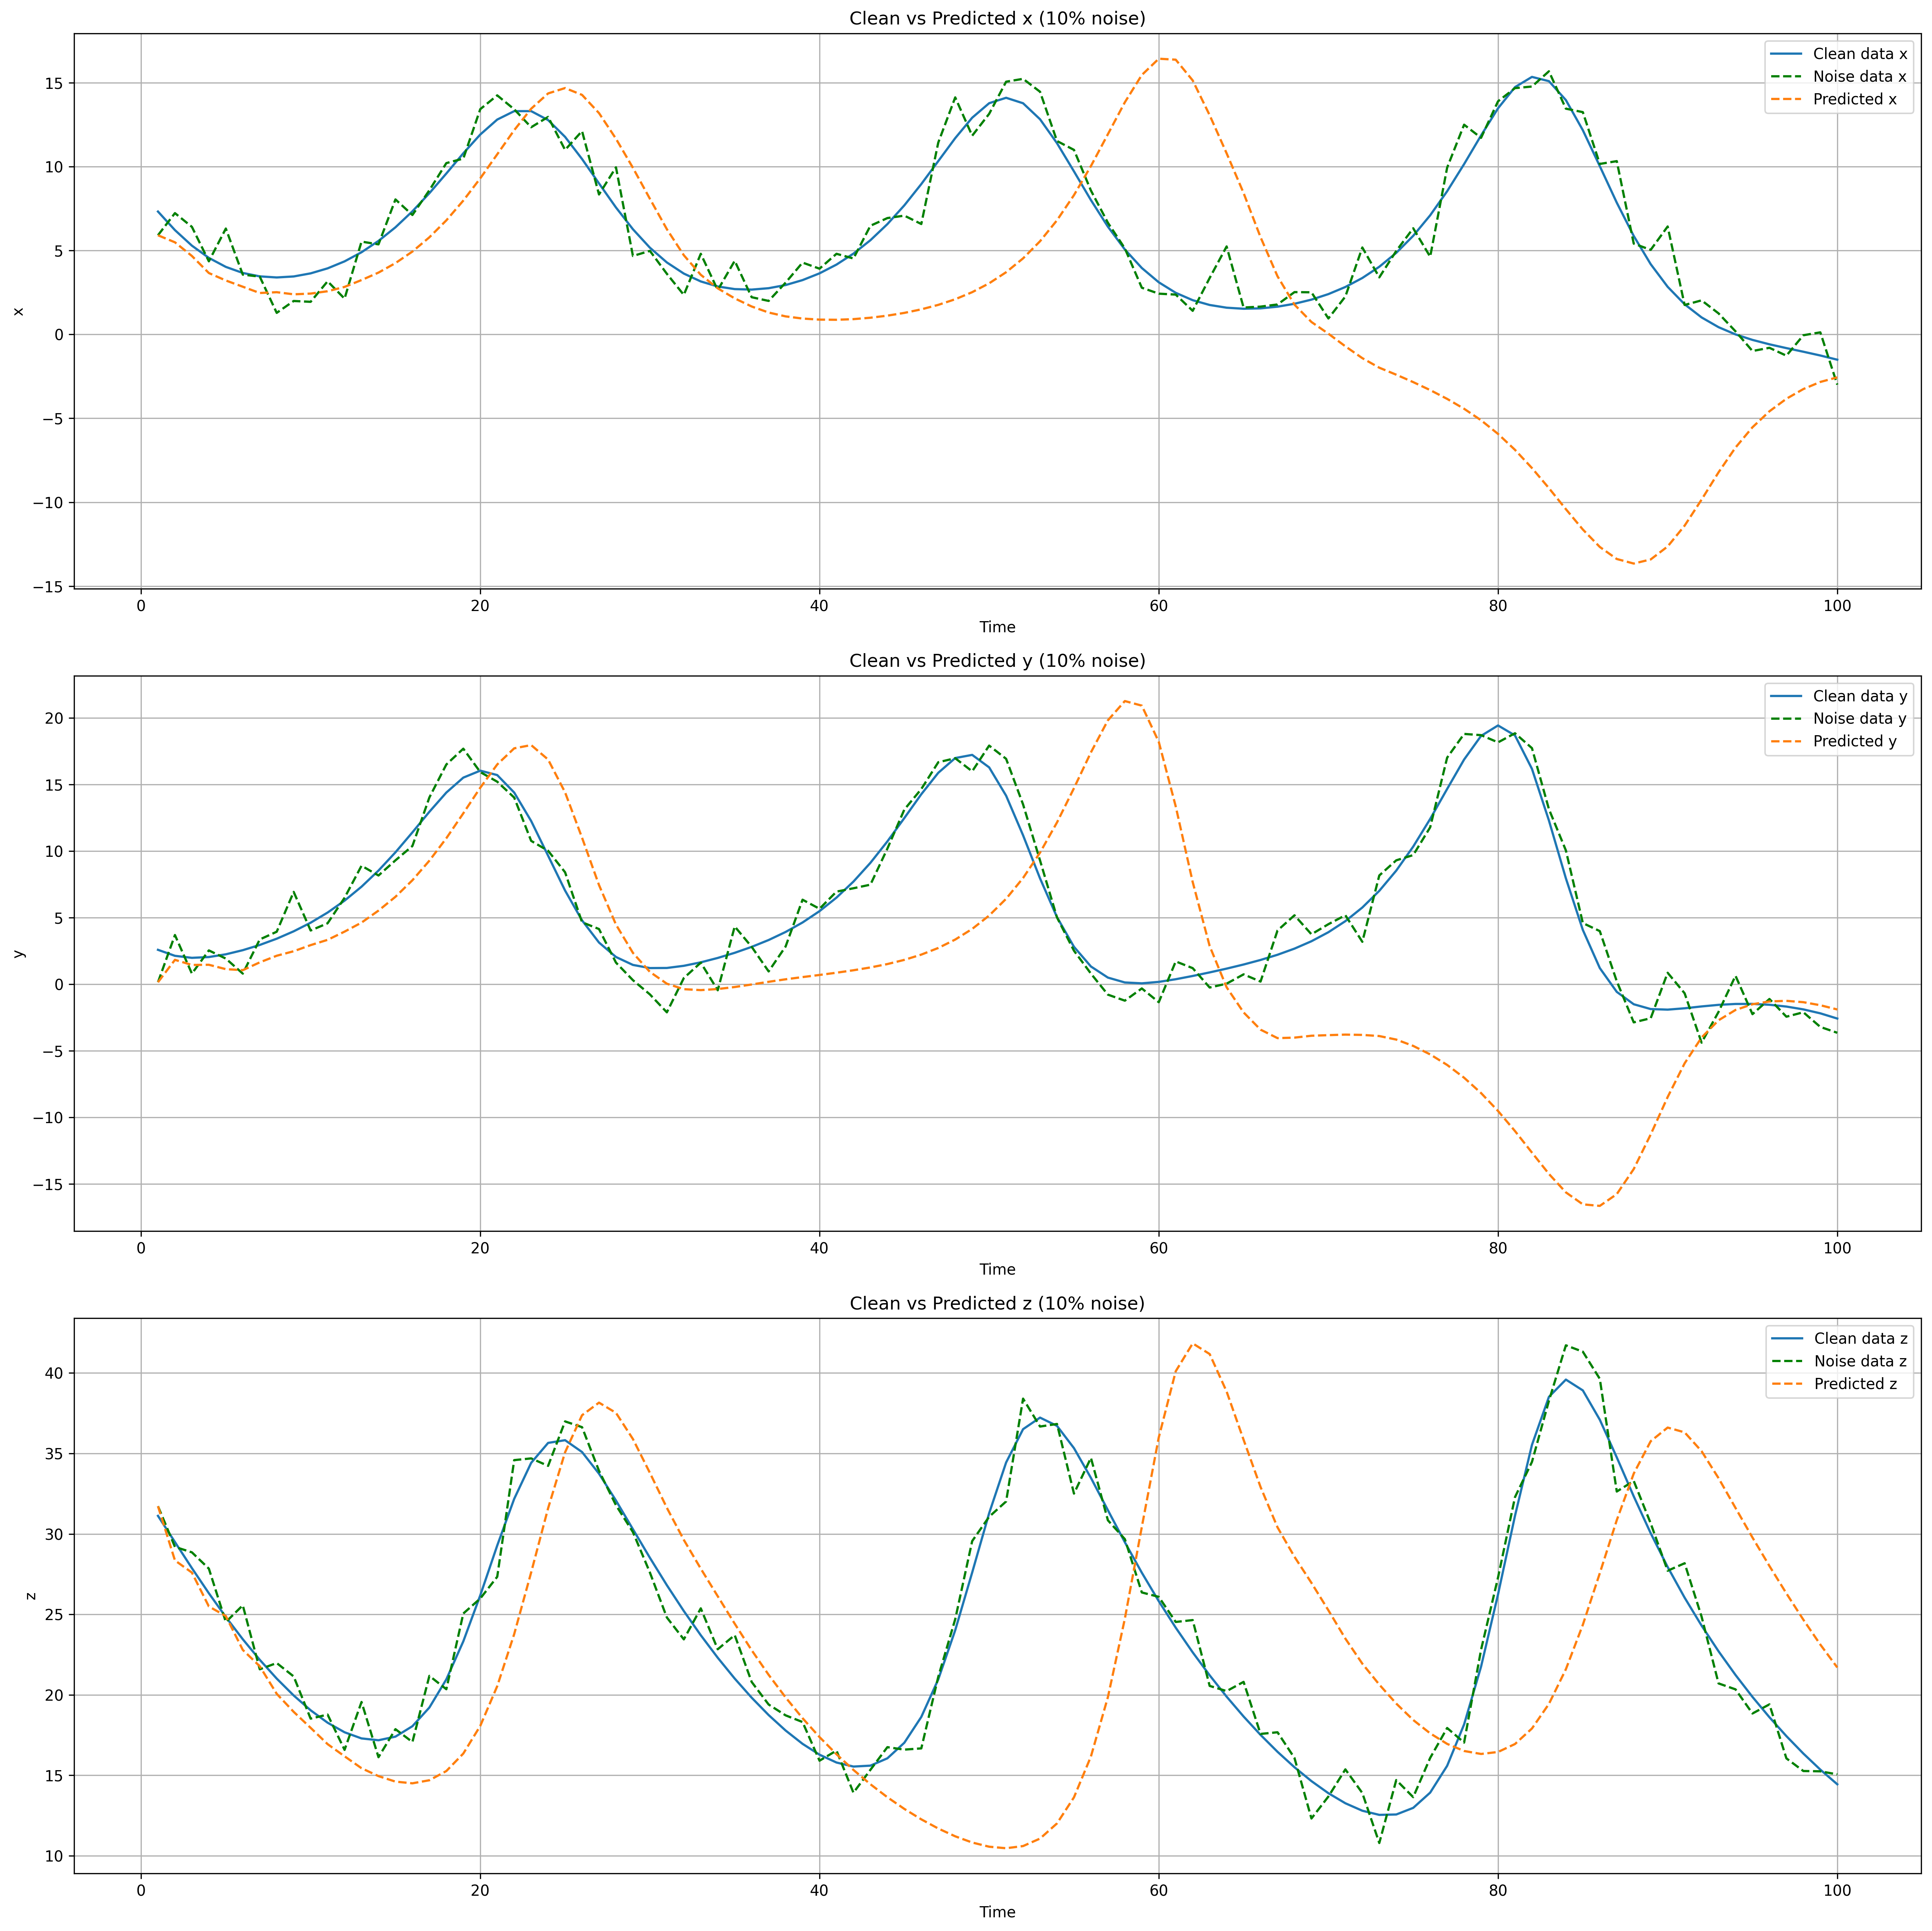 Clean vs Predicted x (10% noise)
Clean data x
Noise data x
Predicted x
15
10
5
0
−5
−10
−15
x
0 20 40 60 80 100
Time
Clean vs Predicted y (10% noise)
Clean data y
Noise data y
Predicted y
20
15
10
5
0
−5
−10
−15
y
0 20 40 60 80 100
Time
Clean vs Predicted z (10% noise)
Clean data z
Noise data z
Predicted z
40
35
30
25
20
15
10
z
0 20 40 60 80 100
Time